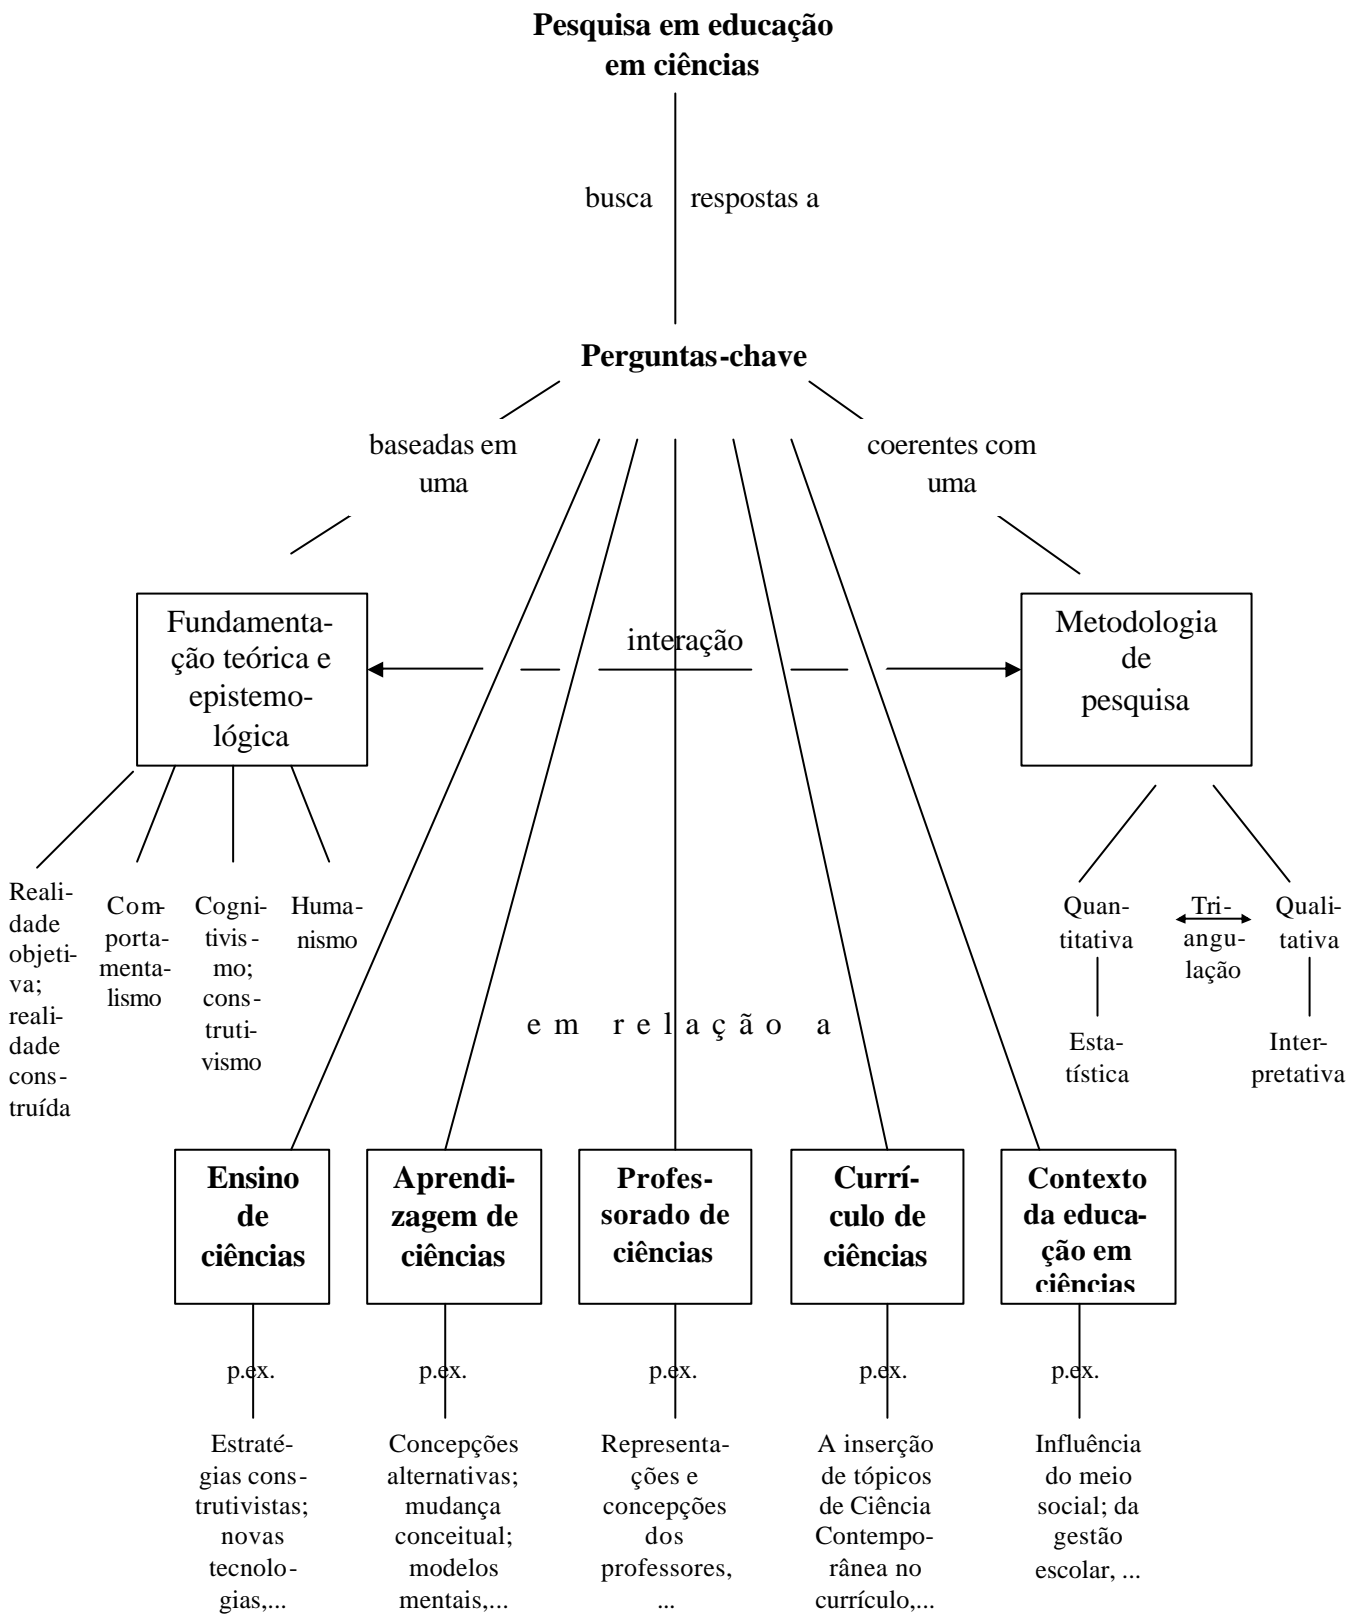 Pesquisa em educação
em ciências
busca respostas a
Perguntas-chave
baseadas em
uma
coerentes com
uma
Fundamenta-
ção teórica e
epistemo-
lógica
interação
Metodologia
de
pesquisa
Reali-
dade
objeti-
va;
reali-
dade
cons-
truída
Com-
porta-
menta-
lismo
Cogni-
tivis-
mo;
cons-
truti-
vismo
Huma-
nismo
Quan-
titativa
Tri-
angu-
lação
Quali-
tativa
Esta-
tística
Inter-
pretativa
em relação a
Ensino
de
ciências
Aprendi-
zagem de
ciências
Profes-
sorado de
ciências
Currí-
culo de
ciências
Contexto
da educa-
ção em
ciências
p.ex.
p.ex.
p.ex.
p.ex.
p.ex.
Estraté-
gias cons-
trutivistas;
novas
tecnolo-
gias,...
Concepções
alternativas;
mudança
conceitual;
modelos
mentais,...
Representa-
ções e
concepções
dos
professores,
...
A inserção
de tópicos
de Ciência
Contempo-
rânea no
currículo,...
Influência
do meio
social; da
gestão
escolar, ...